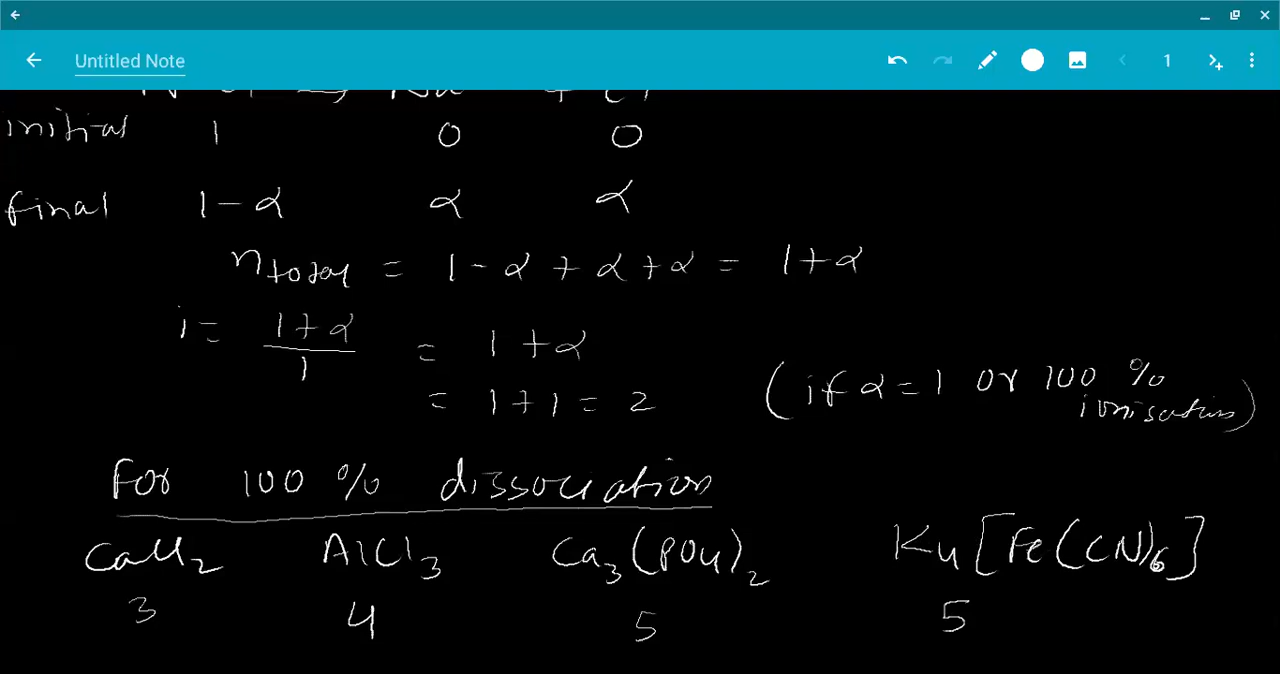 Untitled Note
1
initial 1 0 0
final 1-α α α
n total = 1-α+α+α = 1+α
i = 1+α/1 = 1+α
= 1+1 = 2 (if α=1 or 100 % ionisation)
For 100 % dissociation
CaCl2 AlCl3 Ca3(PO4)2 K4[Fe(CN)6]
3 4 5 5